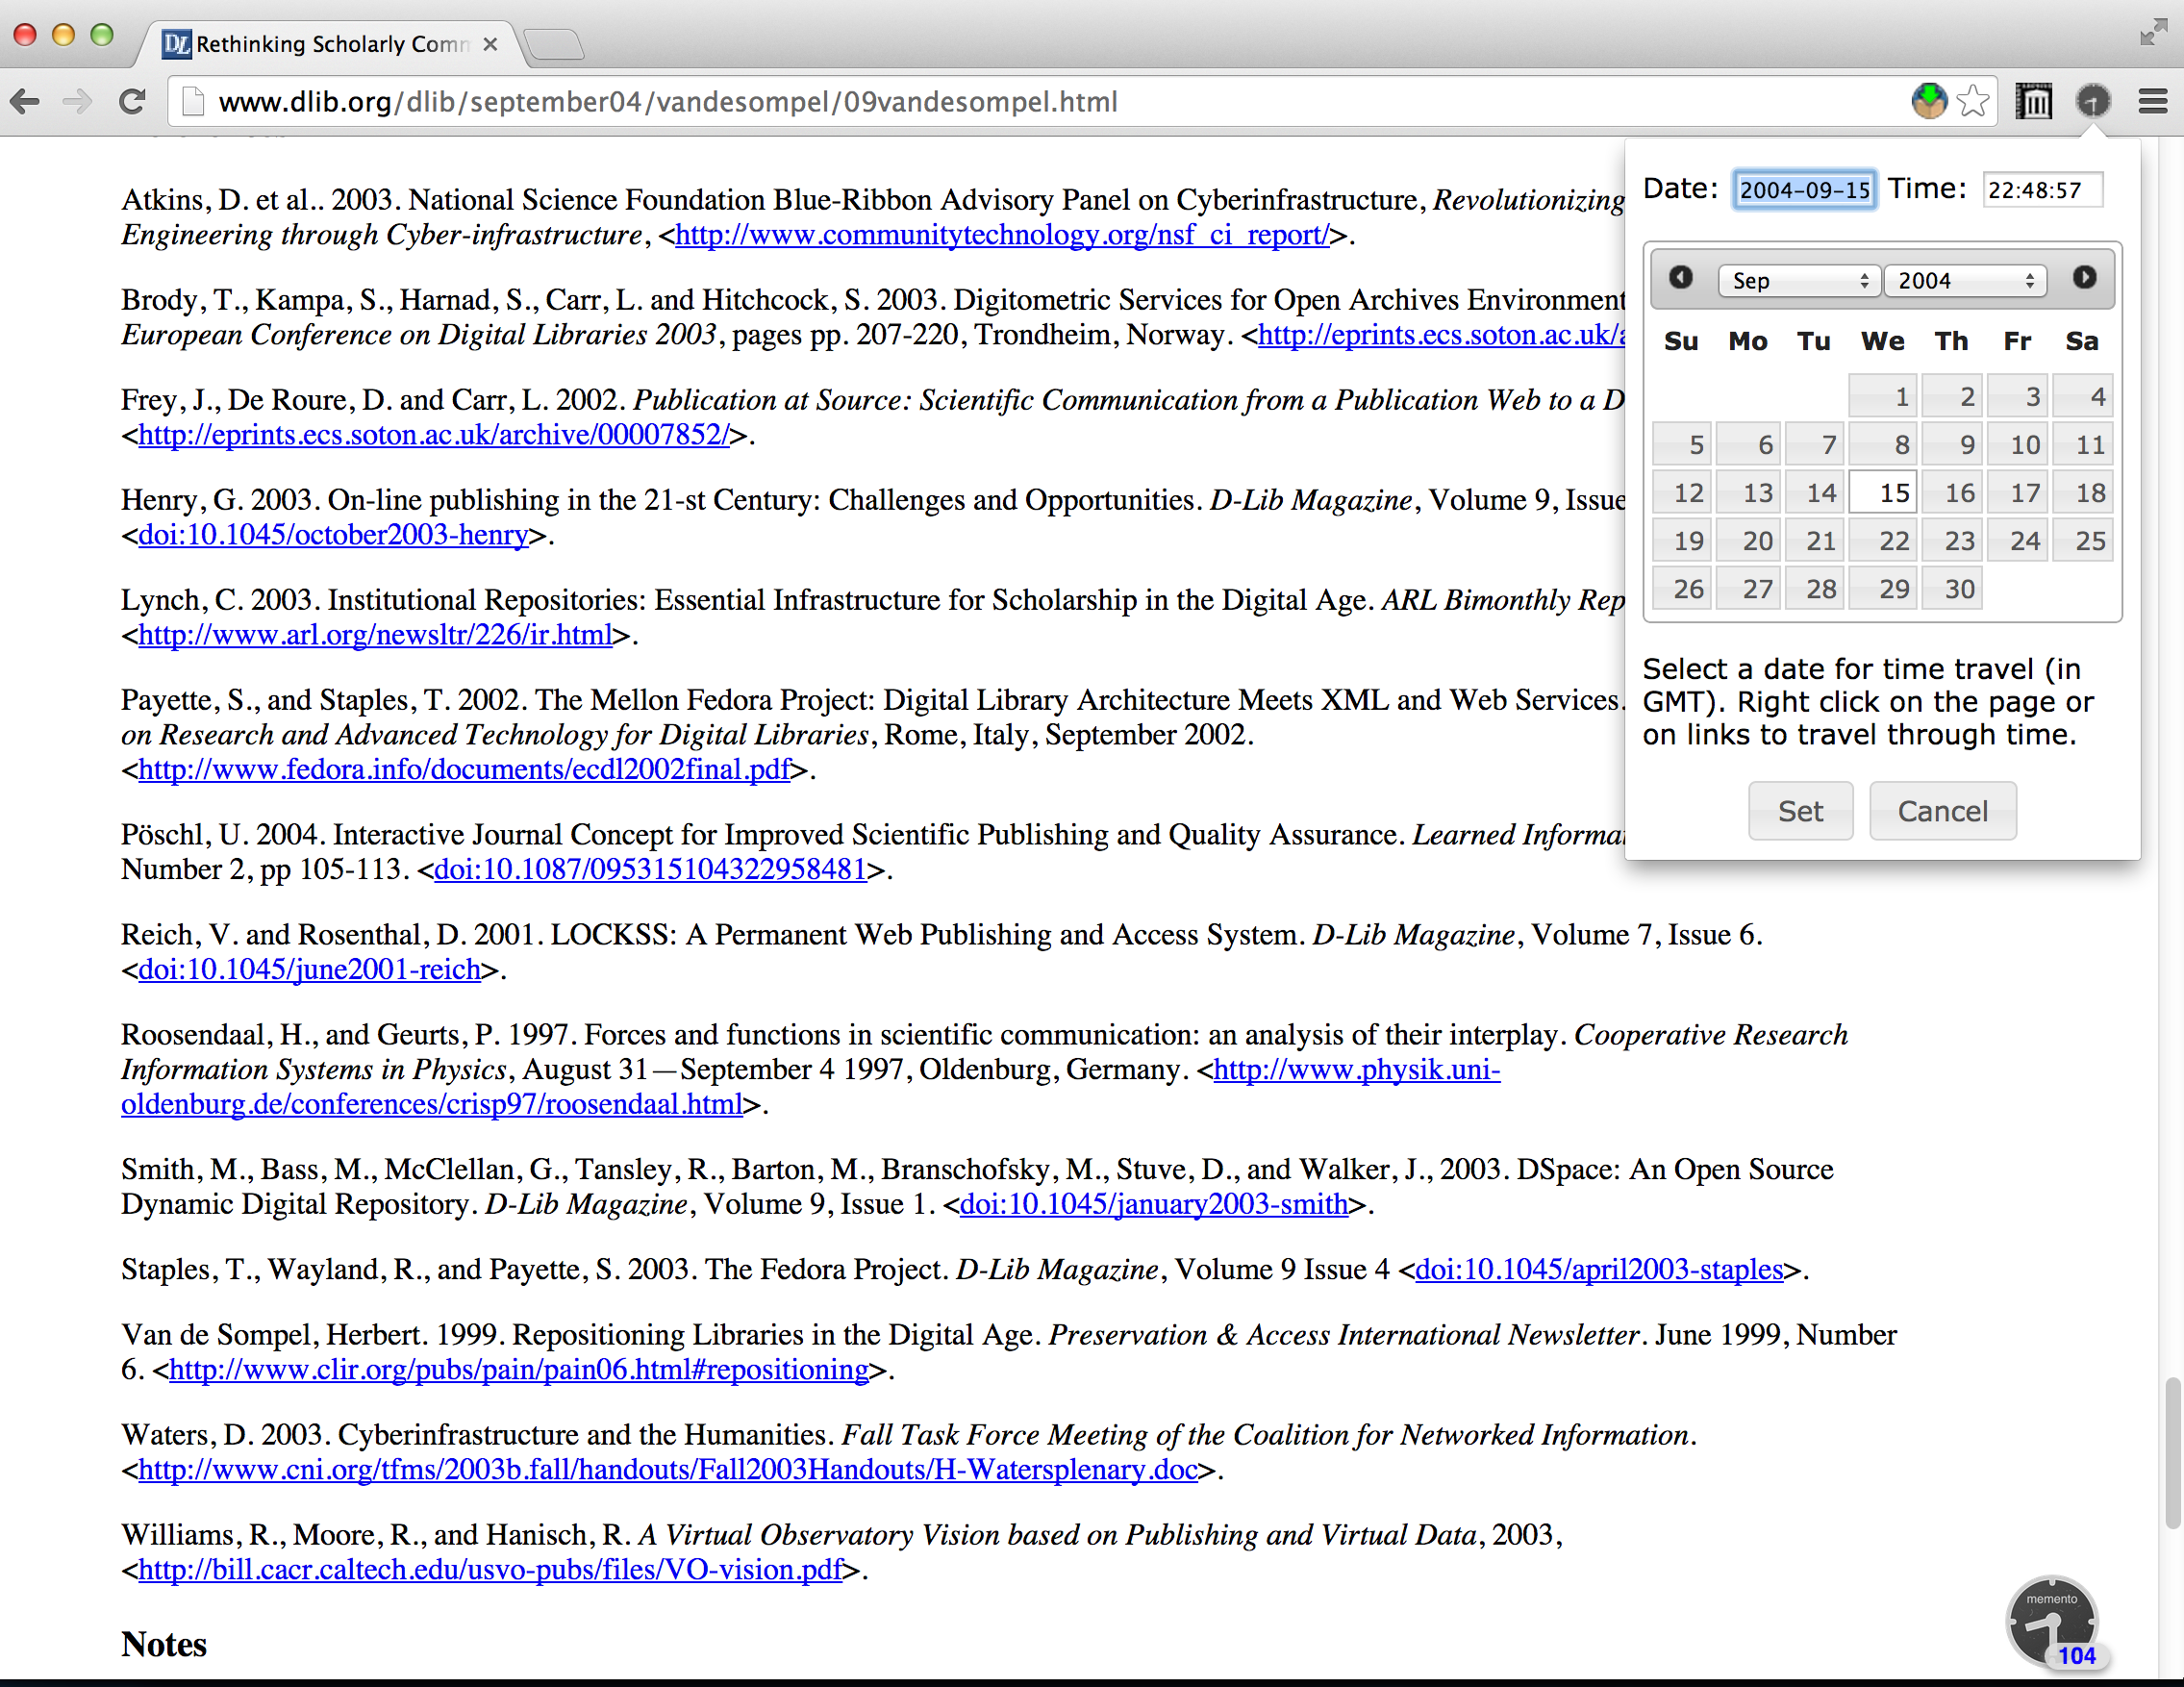 Rethinking Scholarly Comm
www.dlib.org/dlib/september04/vandesompel/09vandesompel.html
Atkins, D. et al.. 2003. National Science Foundation Blue-Ribbon Advisory Panel on Cyberinfrastructure, Revolutionizing
Engineering through Cyber-infrastructure, <http://www.communitytechnology.org/nsf_ci_report/>.
Brody, T., Kampa, S., Harnad, S., Carr, L. and Hitchcock, S. 2003. Digitometric Services for Open Archives Environment
European Conference on Digital Libraries 2003, pages pp. 207-220, Trondheim, Norway. <http://eprints.ecs.soton.ac.uk/a
Frey, J., De Roure, D. and Carr, L. 2002. Publication at Source: Scientific Communication from a Publication Web to a D
<http://eprints.ecs.soton.ac.uk/archive/00007852/>.
Henry, G. 2003. On-line publishing in the 21-st Century: Challenges and Opportunities. D-Lib Magazine, Volume 9, Issue
<doi:10.1045/october2003-henry>.
Lynch, C. 2003. Institutional Repositories: Essential Infrastructure for Scholarship in the Digital Age. ARL Bimonthly Rep
<http://www.arl.org/newsltr/226/ir.html>.
Payette, S., and Staples, T. 2002. The Mellon Fedora Project: Digital Library Architecture Meets XML and Web Services.
on Research and Advanced Technology for Digital Libraries, Rome, Italy, September 2002.
<http://www.fedora.info/documents/ecdl2002final.pdf>.
Pöschl, U. 2004. Interactive Journal Concept for Improved Scientific Publishing and Quality Assurance. Learned Informa
Number 2, pp 105-113. <doi:10.1087/095315104322958481>.
Reich, V. and Rosenthal, D. 2001. LOCKSS: A Permanent Web Publishing and Access System. D-Lib Magazine, Volume 7, Issue 6.
<doi:10.1045/june2001-reich>.
Roosendaal, H., and Geurts, P. 1997. Forces and functions in scientific communication: an analysis of their interplay. Cooperative Research
Information Systems in Physics, August 31—September 4 1997, Oldenburg, Germany. <http://www.physik.uni-
oldenburg.de/conferences/crisp97/roosendaal.html>.
Smith, M., Bass, M., McClellan, G., Tansley, R., Barton, M., Branschofsky, M., Stuve, D., and Walker, J., 2003. DSpace: An Open Source
Dynamic Digital Repository. D-Lib Magazine, Volume 9, Issue 1. <doi:10.1045/january2003-smith>.
Staples, T., Wayland, R., and Payette, S. 2003. The Fedora Project. D-Lib Magazine, Volume 9 Issue 4 <doi:10.1045/april2003-staples>.
Van de Sompel, Herbert. 1999. Repositioning Libraries in the Digital Age. Preservation & Access International Newsletter. June 1999, Number
6. <http://www.clir.org/pubs/pain/pain06.html#repositioning>.
Waters, D. 2003. Cyberinfrastructure and the Humanities. Fall Task Force Meeting of the Coalition for Networked Information.
<http://www.cni.org/tfms/2003b.fall/handouts/Fall2003Handouts/H-Watersplenary.doc>.
Williams, R., Moore, R., and Hanisch, R. A Virtual Observatory Vision based on Publishing and Virtual Data, 2003,
<http://bill.cacr.caltech.edu/usvo-pubs/files/VO-vision.pdf>.
Notes
Date: 2004-09-15 Time: 22:48:57
Sep 2004
Su Mo Tu We Th Fr Sa
1 2 3 4
5 6 7 8 9 10 11
12 13 14 15 16 17 18
19 20 21 22 23 24 25
26 27 28 29 30
Select a date for time travel (in
GMT). Right click on the page or
on links to travel through time.
Set Cancel
memento
104